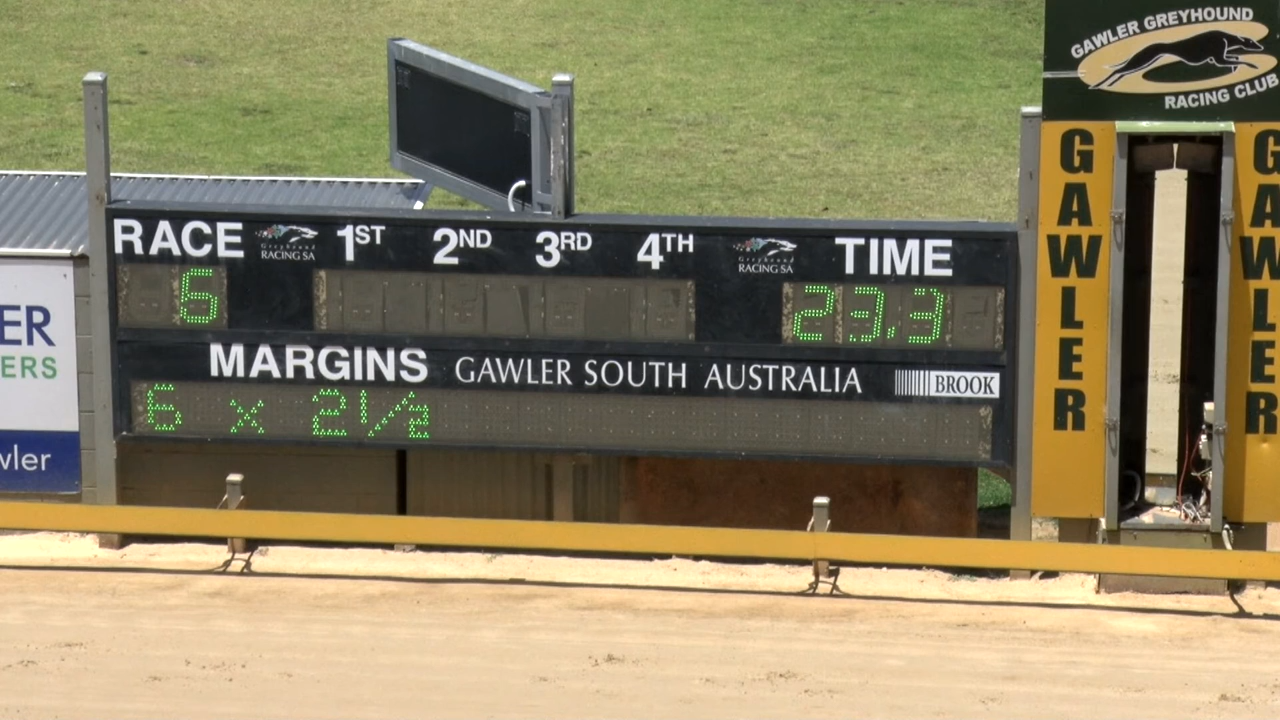 GAWLER GREYHOUND
RACING CLUB
RACE
Greyhound
RACING SA
1ST
2ND
3RD
4TH
Greyhound
RACING SA
TIME
6
23.3
MARGINS
GAWLER SOUTH AUSTRALIA
BROOK
6 x 2 1/2
ER
ERS
wler
GAWLER
GAWLER